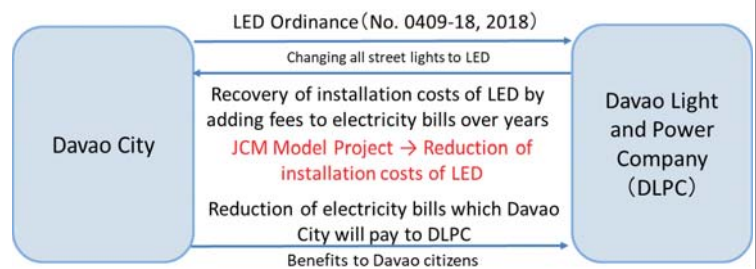 LED Ordinance(No. 0409-18, 2018)
Changing all street lights to LED
Recovery of installation costs of LED by
adding fees to electricity bills over years
JCM Model Project → Reduction of
installation costs of LED
Reduction of electricity bills which Davao
City will pay to DLPC
Benefits to Davao citizens
Davao City
Davao Light
and Power
Company
(DLPC)